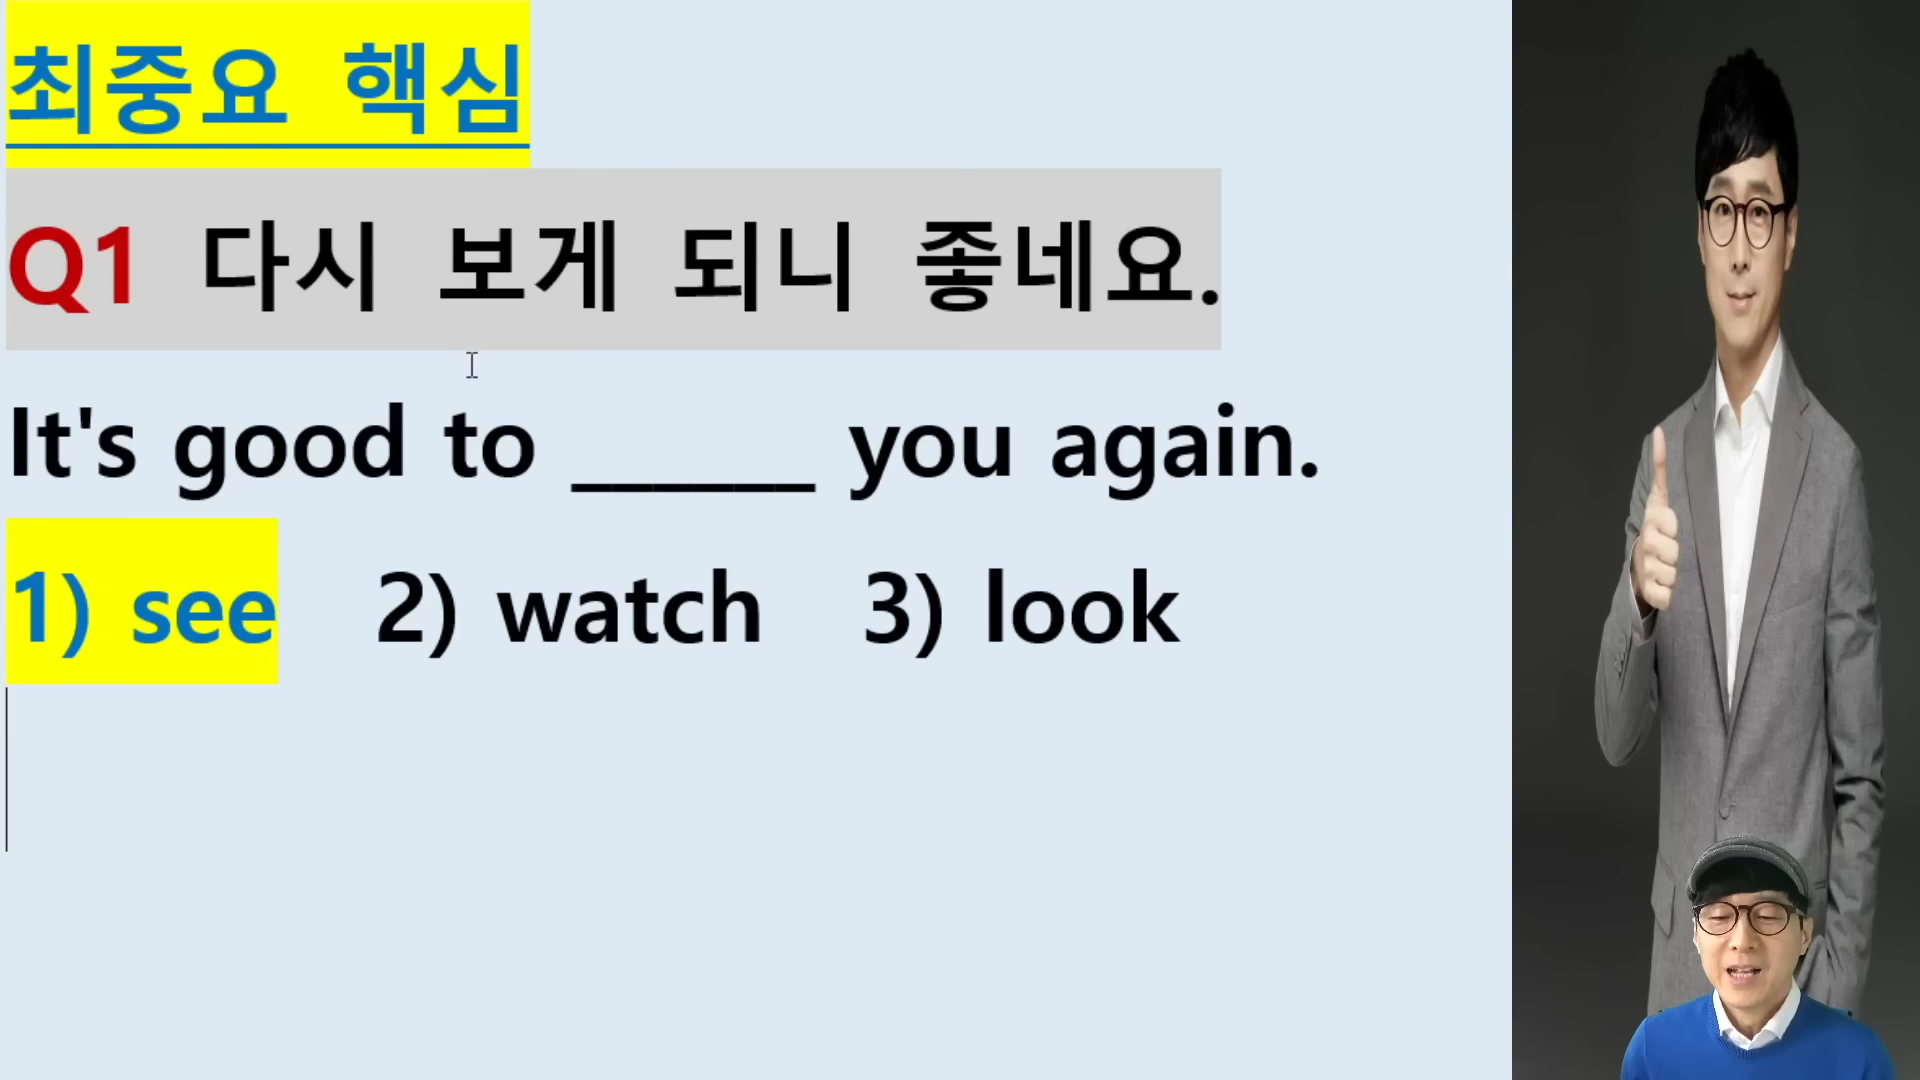 최중요 핵심
Q1 다시 보게 되니 좋네요.
It's good to ______ you again.
1) see 2) watch 3) look